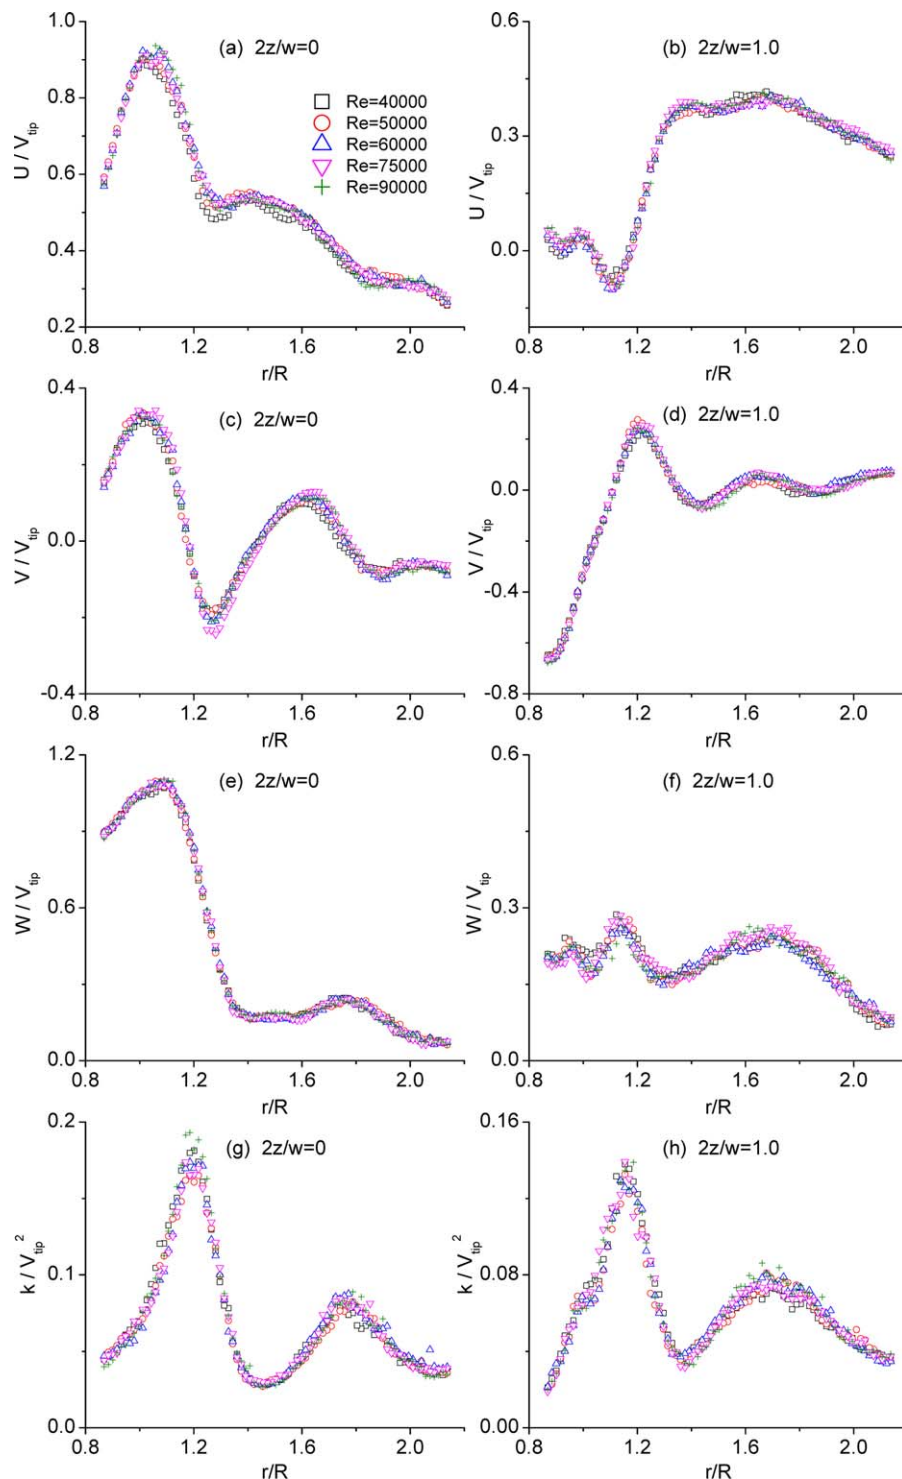 (a) 2z/w=0
U / V_tip
1.0
0.8
0.6
0.4
0.2
Re=40000
Re=50000
Re=60000
Re=75000
Re=90000
0.8 1.2 1.6 2.0
r/R
(b) 2z/w=1.0
U / V_tip
0.6
0.3
0.0
0.8 1.2 1.6 2.0
r/R
(c) 2z/w=0
V / V_tip
0.4
0.0
-0.4
0.8 1.2 1.6 2.0
r/R
(d) 2z/w=1.0
V / V_tip
0.4
0.0
-0.4
-0.8
0.8 1.2 1.6 2.0
r/R
(e) 2z/w=0
W / V_tip
1.2
0.6
0.0
0.8 1.2 1.6 2.0
r/R
(f) 2z/w=1.0
W / V_tip
0.6
0.3
0.0
0.8 1.2 1.6 2.0
r/R
(g) 2z/w=0
k / V_tip^2
0.2
0.1
0.0
0.8 1.2 1.6 2.0
r/R
(h) 2z/w=1.0
k / V_tip^2
0.16
0.08
0.00
0.8 1.2 1.6 2.0
r/R